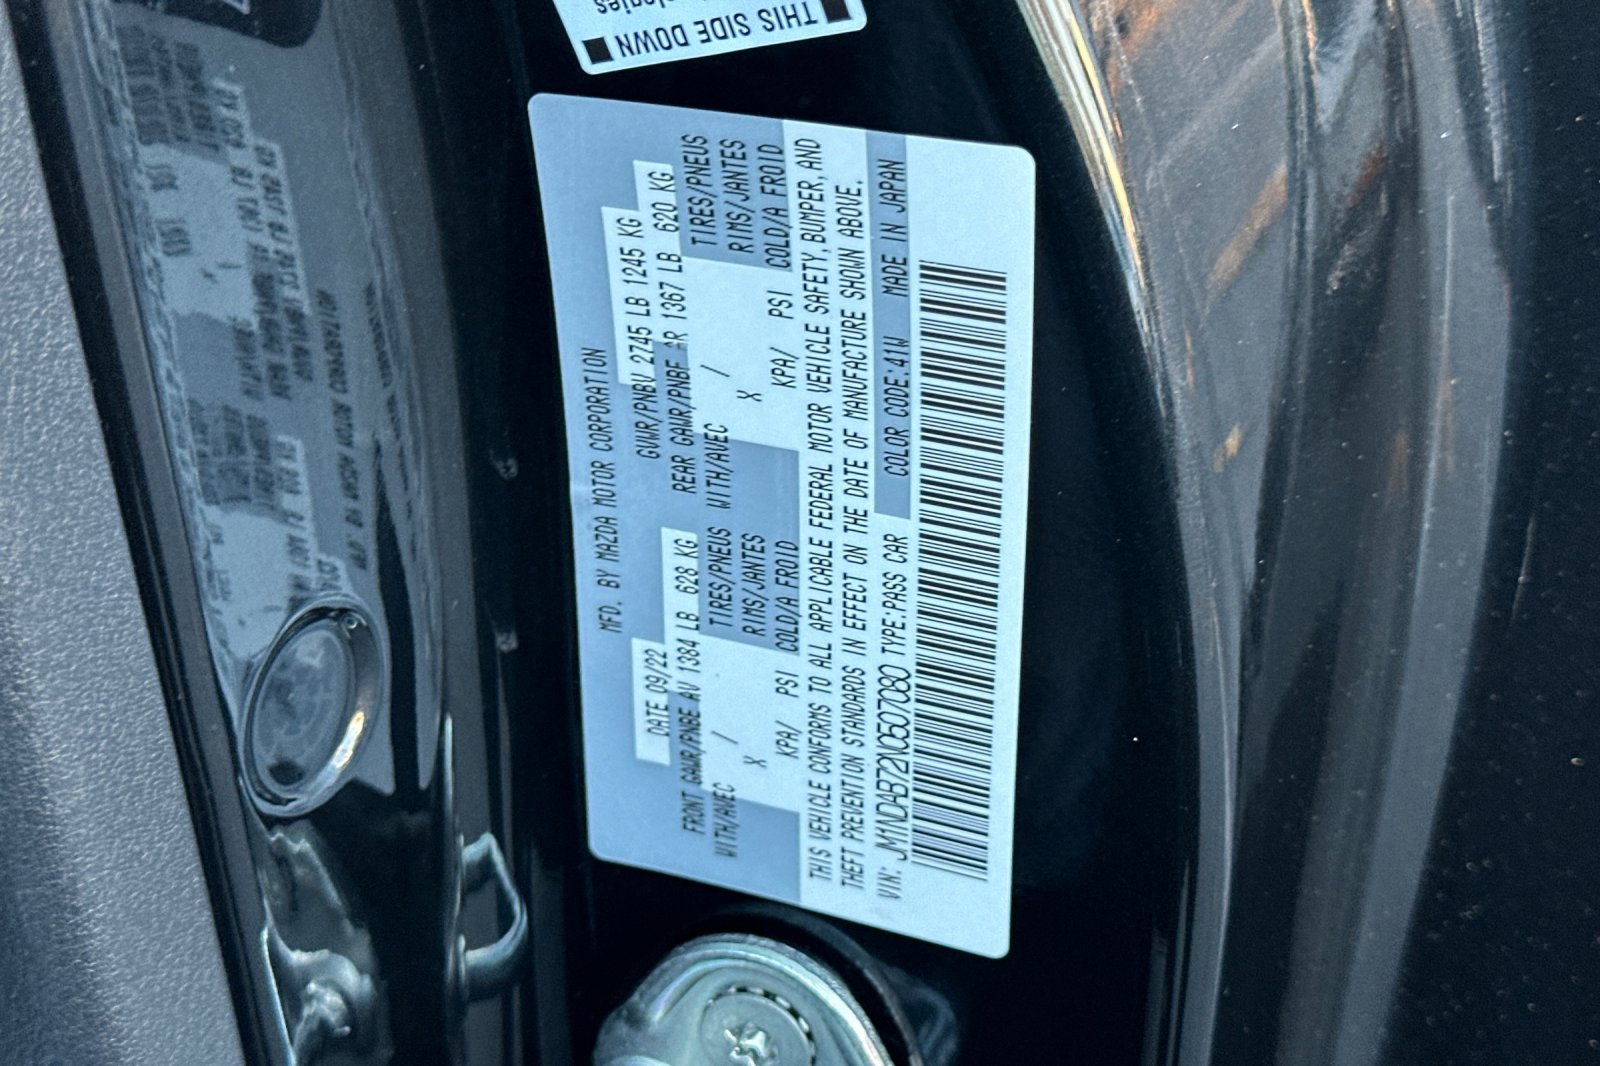 THIS SIDE DOWN
MFD. BY MAZDA MOTOR CORPORATION
DATE 09/22 GVWR/PNBV 2745 LB 1245 KG
FRONT GAWR/PNBE AV 1384 LB 628 KG REAR GAWR/PNBE AR 1367 LB 620 KG
WITH/AVEC / TIRES/PNEUS WITH/AVEC / TIRES/PNEUS
X RIMS/JANTES X RIMS/JANTES
KPA/ PSI COLD/A FROID KPA/ PSI COLD/A FROID
THIS VEHICLE CONFORMS TO ALL APPLICABLE FEDERAL MOTOR VEHICLE SAFETY, BUMPER, AND
THEFT PREVENTION STANDARDS IN EFFECT ON THE DATE OF MANUFACTURE SHOWN ABOVE.
VIN: JM1NDAB72N0507080 TYPE:PASS CAR COLOR CODE:41W MADE IN JAPAN